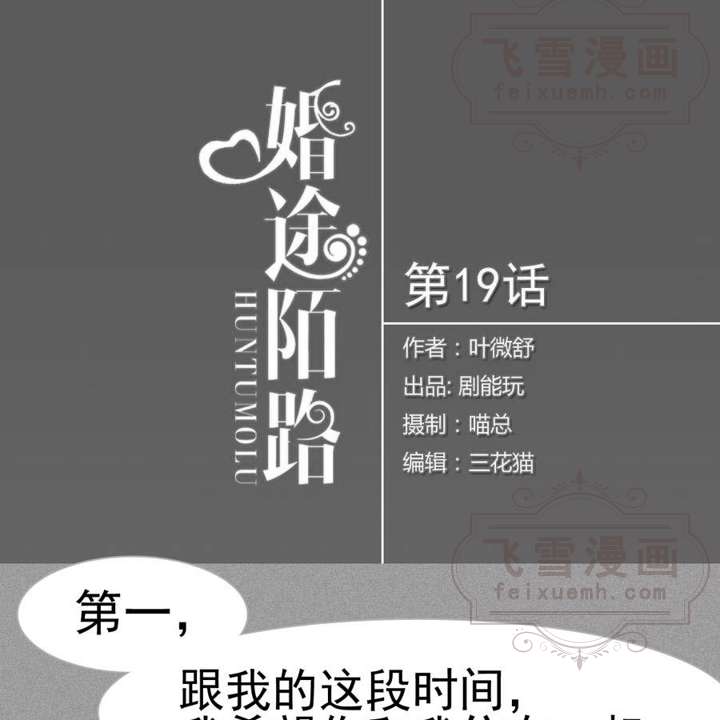 飞雪漫画
feixuemh.com
婚途陌路
HUNTUMOLU
第19话
作者：叶微舒
出品: 剧能玩
摄制：喵总
编辑：三花猫
飞雪漫画
feixuemh.com
第一，
跟我的这段时间，